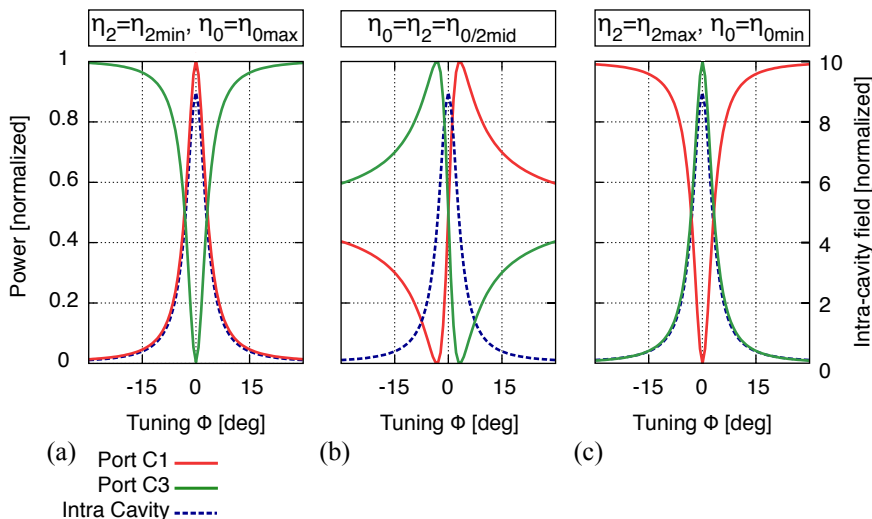 η2=η2min, η0=η0max
η0=η2=η0/2mid
η2=η2max, η0=η0min
Power [normalized]
1
0.8
0.6
0.4
0.2
0
10
8
6
4
2
0
Intra-cavity field [normalized]
-15 0 15
-15 0 15
-15 0 15
Tuning Φ [deg]
Tuning Φ [deg]
Tuning Φ [deg]
(a)
(b)
(c)
Port C1
Port C3
Intra Cavity